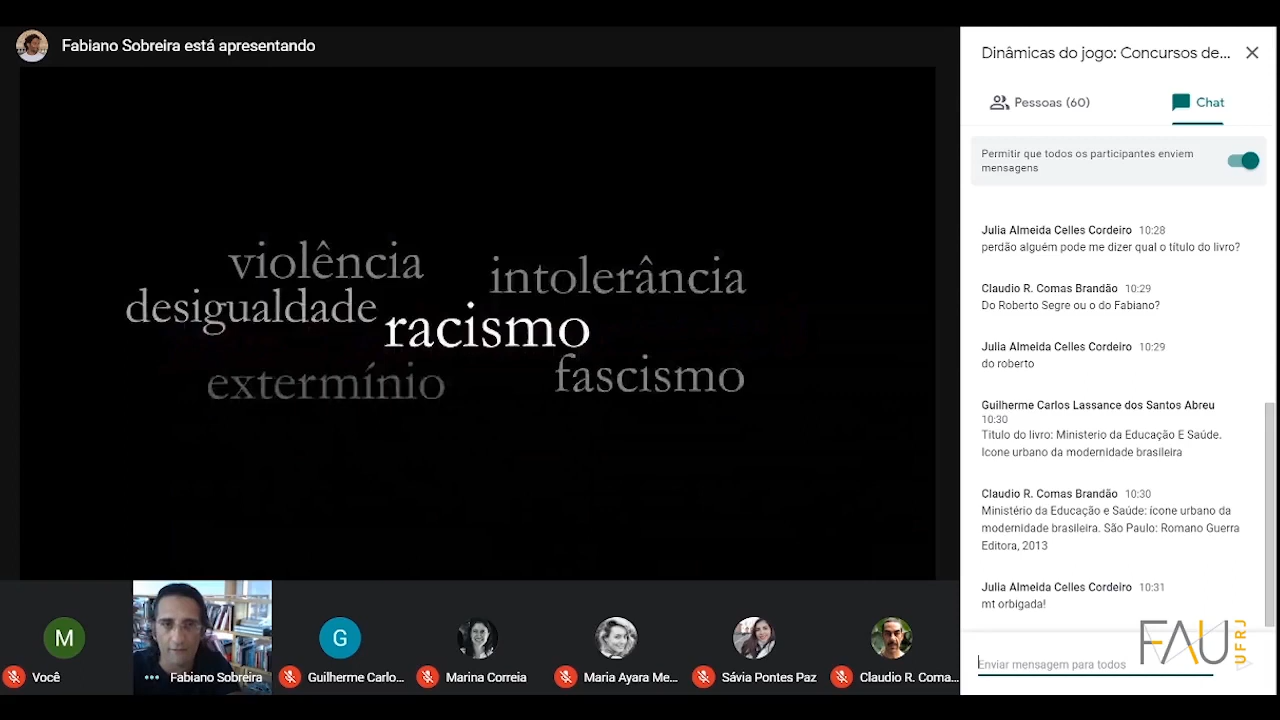 Fabiano Sobreira está apresentando
violência
intolerância
desigualdade
racismo
extermínio
fascismo
M
Você
Fabiano Sobreira
G
Guilherme Carlo...
Marina Correia
Maria Ayara Me...
Sávia Pontes Paz
Claudio R. Coma...
Dinâmicas do jogo: Concursos de...
Pessoas (60)
Chat
Permitir que todos os participantes enviem
mensagens
Julia Almeida Celles Cordeiro 10:28
perdão alguém pode me dizer qual o título do livro?
Claudio R. Comas Brandão 10:29
Do Roberto Segre ou o do Fabiano?
Julia Almeida Celles Cordeiro 10:29
do roberto
Guilherme Carlos Lassance dos Santos Abreu
10:30
Titulo do livro: Ministerio da Educação E Saúde.
Icone urbano da modernidade brasileira
Claudio R. Comas Brandão 10:30
Ministério da Educação e Saúde: ícone urbano da
modernidade brasileira. São Paulo: Romano Guerra
Editora, 2013
Julia Almeida Celles Cordeiro 10:31
mt orbigada!
Enviar mensagem para todos
FAU UFRJ